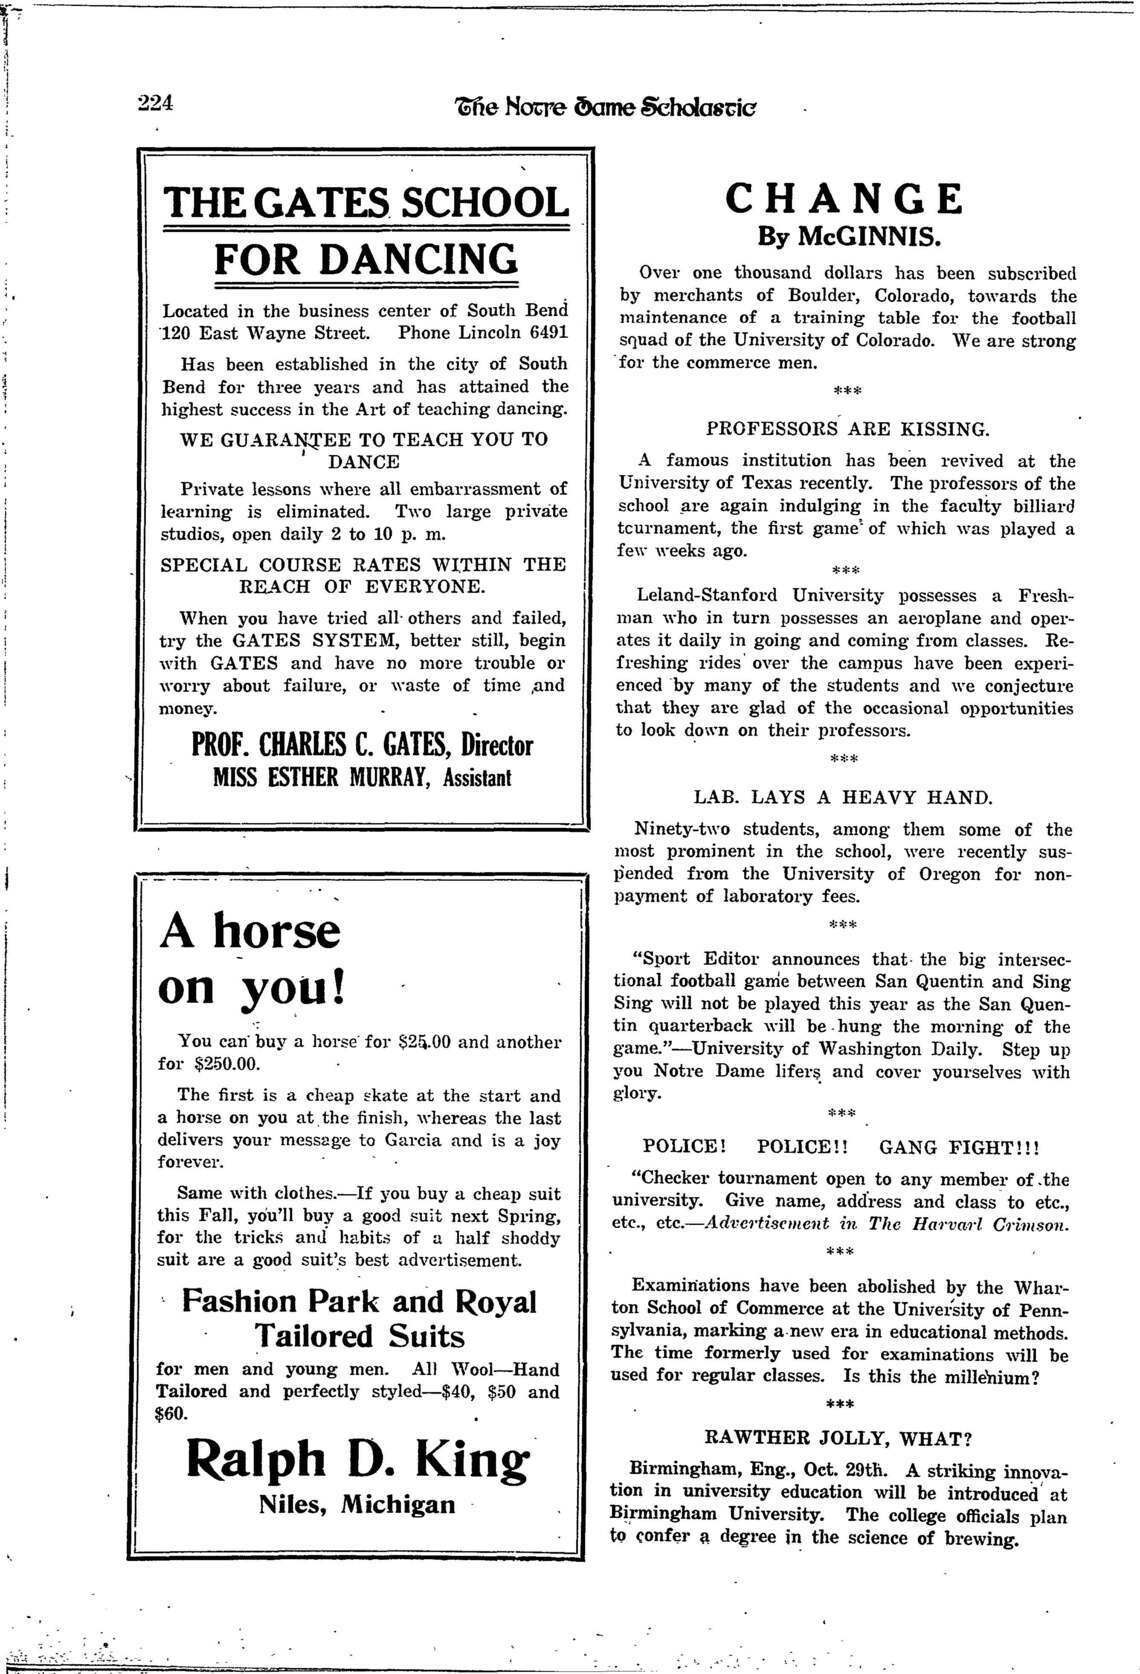 224
The Notre Dame Scholastic
THE GATES SCHOOL
FOR DANCING
Located in the business center of South Bend
120 East Wayne Street. Phone Lincoln 6491
Has been established in the city of South
Bend for three years and has attained the
highest success in the Art of teaching dancing.
WE GUARANTEE TO TEACH YOU TO
DANCE
Private lessons where all embarrassment of
learning is eliminated. Two large private
studios, open daily 2 to 10 p. m.
SPECIAL COURSE RATES WITHIN THE
REACH OF EVERYONE.
When you have tried all others and failed,
try the GATES SYSTEM, better still, begin
with GATES and have no more trouble or
worry about failure, or waste of time and
money.
PROF. CHARLES C. GATES, Director
MISS ESTHER MURRAY, Assistant
A horse
on you!
You can buy a horse for $25.00 and another
for $250.00.
The first is a cheap skate at the start and
a horse on you at the finish, whereas the last
delivers your message to Garcia and is a joy
forever.
Same with clothes.—If you buy a cheap suit
this Fall, you'll buy a good suit next Spring,
for the tricks and habits of a half shoddy
suit are a good suit's best advertisement.
Fashion Park and Royal
Tailored Suits
for men and young men. All Wool—Hand
Tailored and perfectly styled—$40, $50 and
$60.
Ralph D. King
Niles, Michigan
CHANGE
By McGINNIS.
Over one thousand dollars has been subscribed
by merchants of Boulder, Colorado, towards the
maintenance of a training table for the football
squad of the University of Colorado. We are strong
for the commerce men.
***
PROFESSORS ARE KISSING.
A famous institution has been revived at the
University of Texas recently. The professors of the
school are again indulging in the faculty billiard
tcurnament, the first game of which was played a
few weeks ago.
***
Leland-Stanford University possesses a Fresh-
man who in turn possesses an aeroplane and oper-
ates it daily in going and coming from classes. Re-
freshing rides over the campus have been experi-
enced by many of the students and we conjecture
that they are glad of the occasional opportunities
to look down on their professors.
***
LAB. LAYS A HEAVY HAND.
Ninety-two students, among them some of the
most prominent in the school, were recently sus-
pended from the University of Oregon for non-
payment of laboratory fees.
***
"Sport Editor announces that the big intersec-
tional football game between San Quentin and Sing
Sing will not be played this year as the San Quen-
tin quarterback will be hung the morning of the
game."—University of Washington Daily. Step up
you Notre Dame lifers and cover yourselves with
glory.
***
POLICE! POLICE!! GANG FIGHT!!!
"Checker tournament open to any member of the
university. Give name, address and class to etc.,
etc., etc.—Advertisement in The Harvarl Crimson.
***
Examinations have been abolished by the Whar-
ton School of Commerce at the University of Penn-
sylvania, marking a new era in educational methods.
The time formerly used for examinations will be
used for regular classes. Is this the millenium?
***
RAWTHER JOLLY, WHAT?
Birmingham, Eng., Oct. 29th. A striking innova-
tion in university education will be introduced at
Birmingham University. The college officials plan
to confer a degree in the science of brewing.